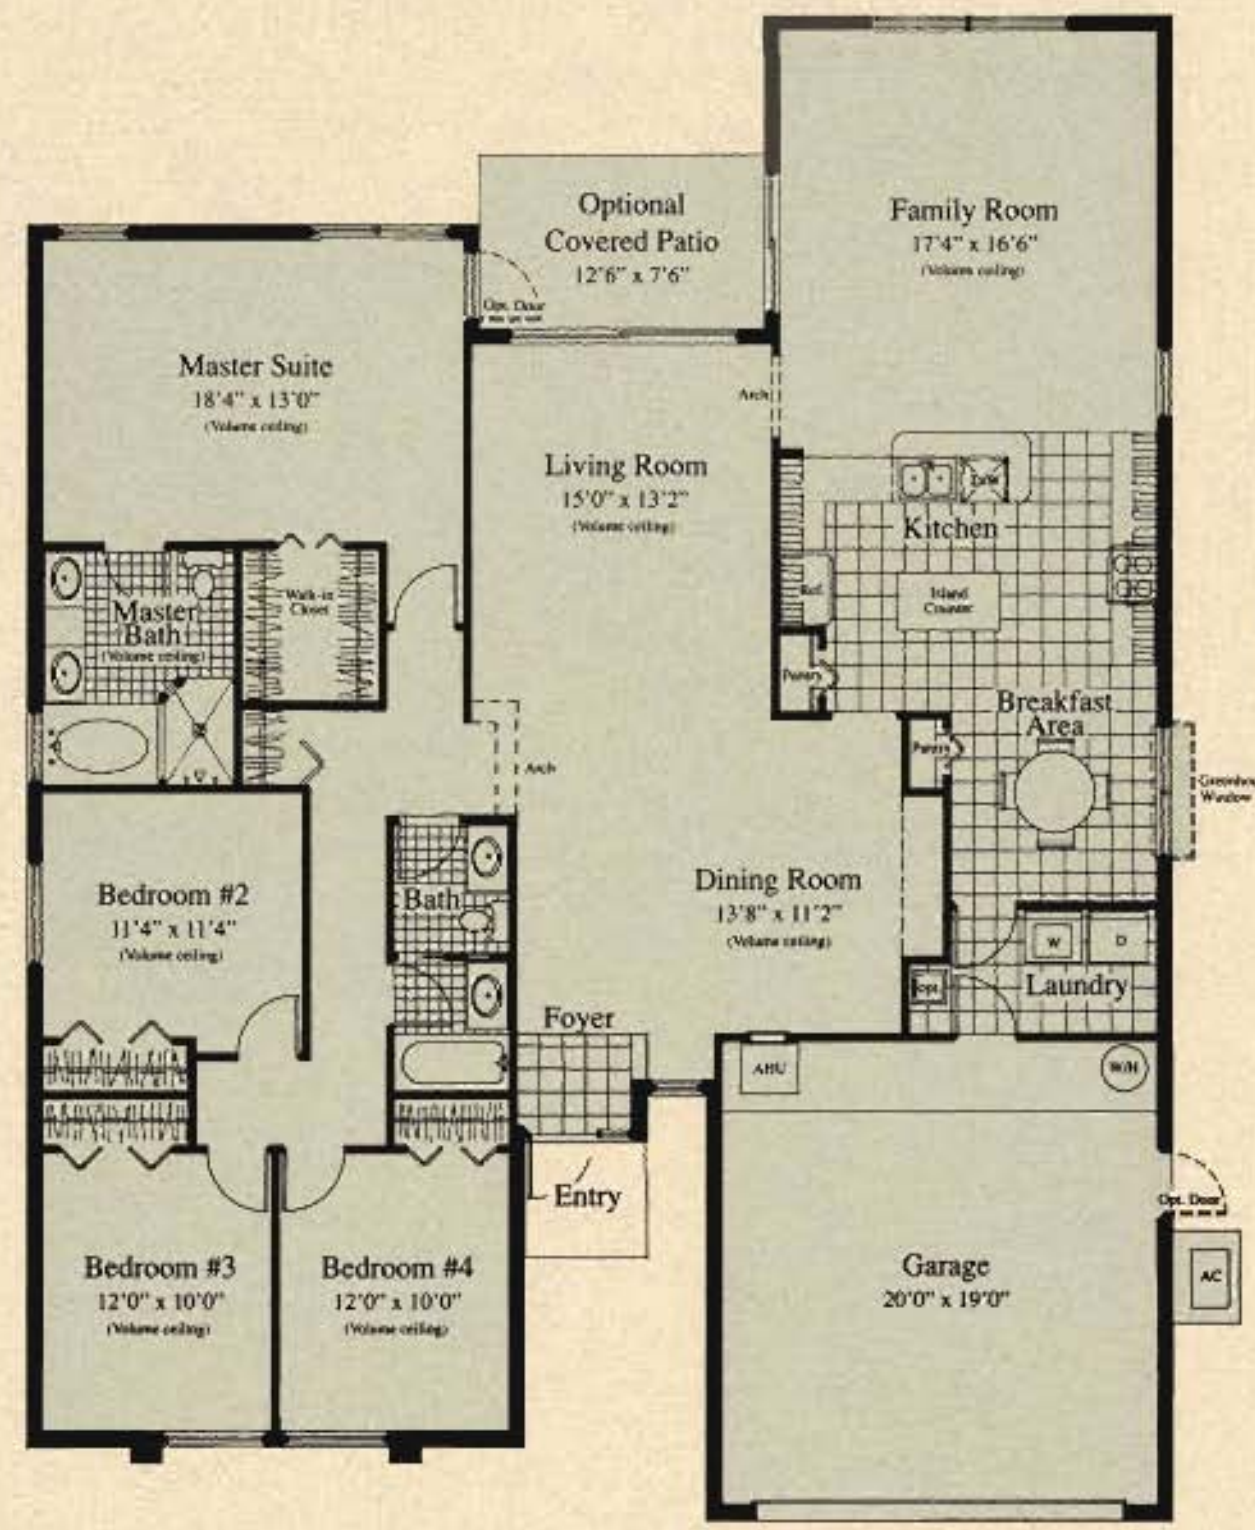 Optional
Covered Patio
12'6" x 7'6"
Opt. Door
Family Room
17'4" x 16'6"
(Volume ceiling)
Master Suite
18'4" x 13'0"
(Volume ceiling)
Arch
Living Room
15'0" x 13'2"
(Volume ceiling)
D/W
Kitchen
Ref.
Island
Counter
Walk-in
Closet
Master
Bath
(Volume ceiling)
Pantry
Breakfast
Area
Pantry
Arch
Window
Bedroom #2
11'4" x 11'4"
(Volume ceiling)
Bath
Dining Room
13'8" x 11'2"
(Volume ceiling)
W
D
opt.
Laundry
Foyer
AHU
W/H
Entry
Opt. Door
Bedroom #3
12'0" x 10'0"
(Volume ceiling)
Bedroom #4
12'0" x 10'0"
(Volume ceiling)
Garage
20'0" x 19'0"
AC